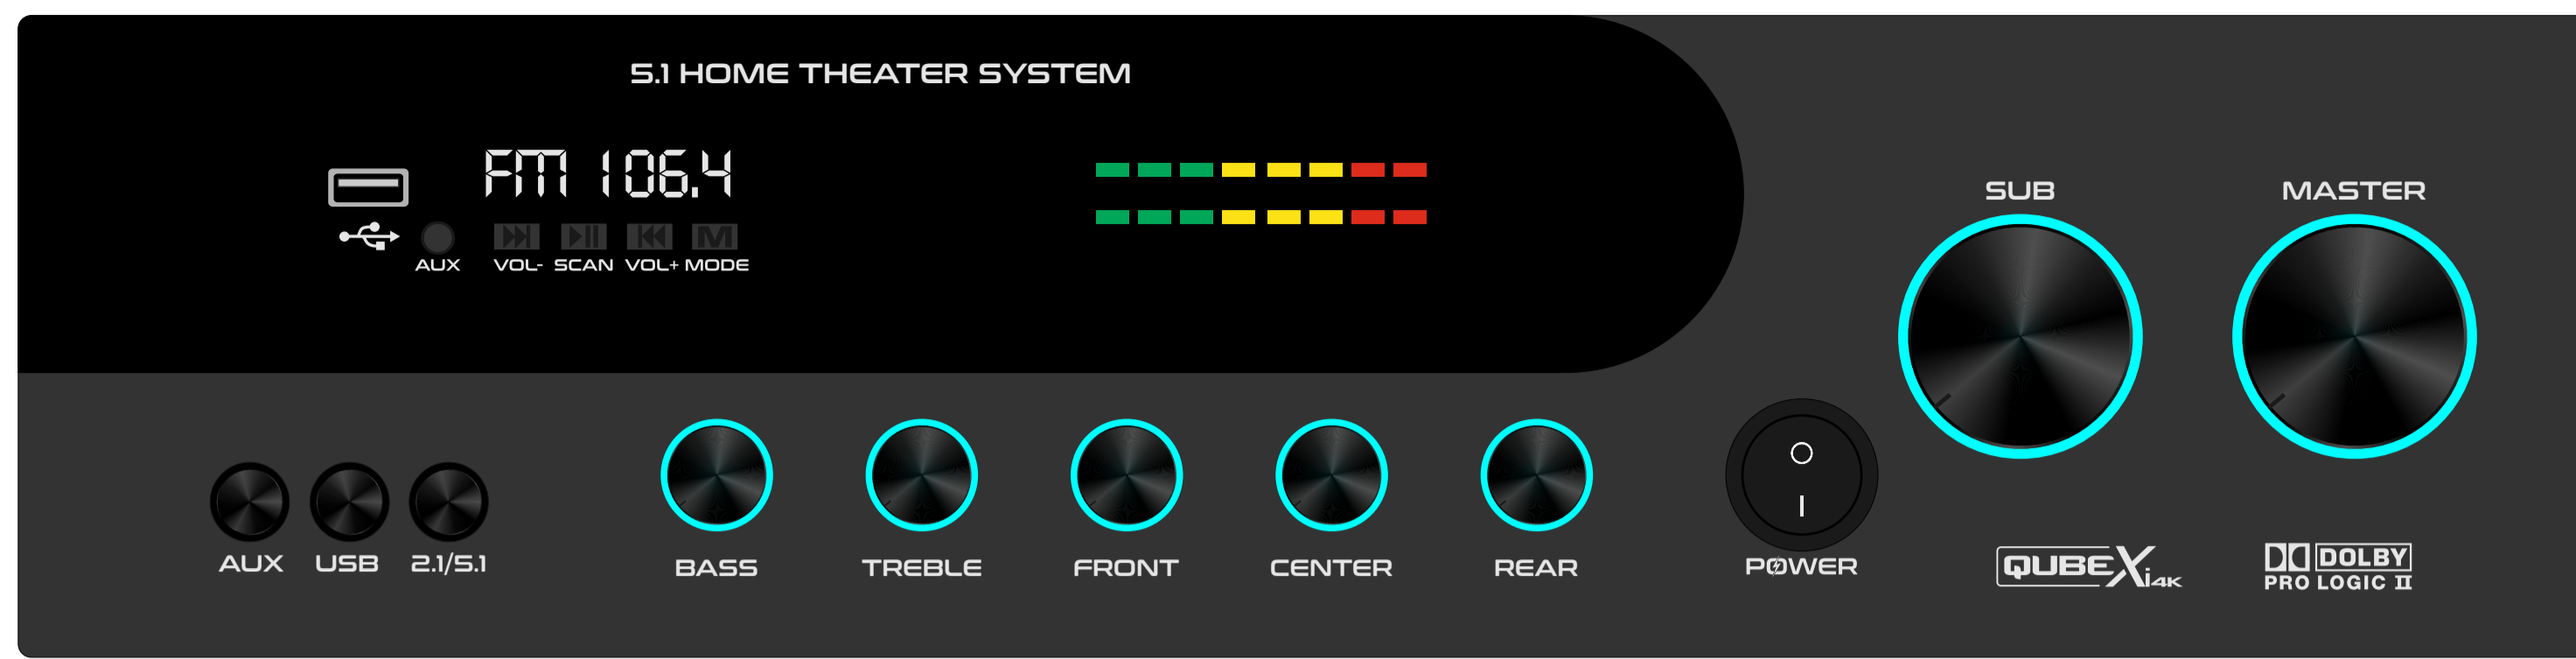 5.1 HOME THEATER SYSTEM
FM 106.4
M
AUX VOL- SCAN VOL+ MODE
SUB MASTER
AUX USB 2.1/5.1
BASS TREBLE FRONT CENTER REAR
POWER
QUBEXi4K
DOLBY
PRO LOGIC II